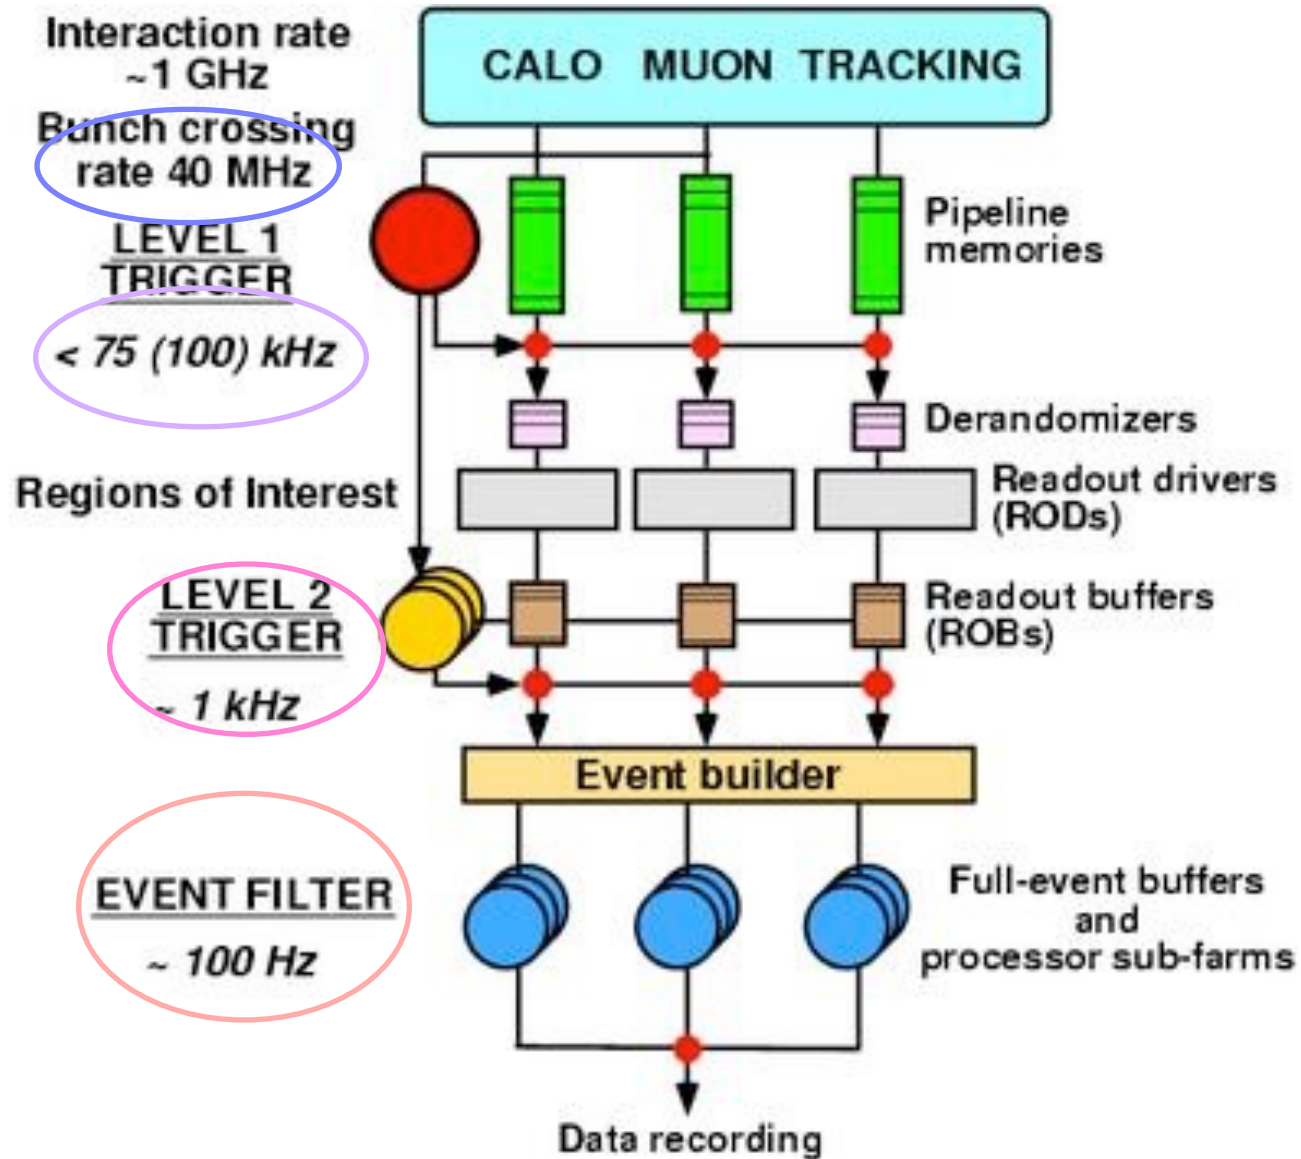 Interaction rate
~1 GHz
CALO MUON TRACKING
Bunch crossing
rate 40 MHz
LEVEL 1
TRIGGER
< 75 (100) kHz
Pipeline
memories
Derandomizers
Regions of Interest
Readout drivers
(RODs)
LEVEL 2
TRIGGER
~ 1 kHz
Readout buffers
(ROBs)
Event builder
EVENT FILTER
~ 100 Hz
Full-event buffers
and
processor sub-farms
Data recording